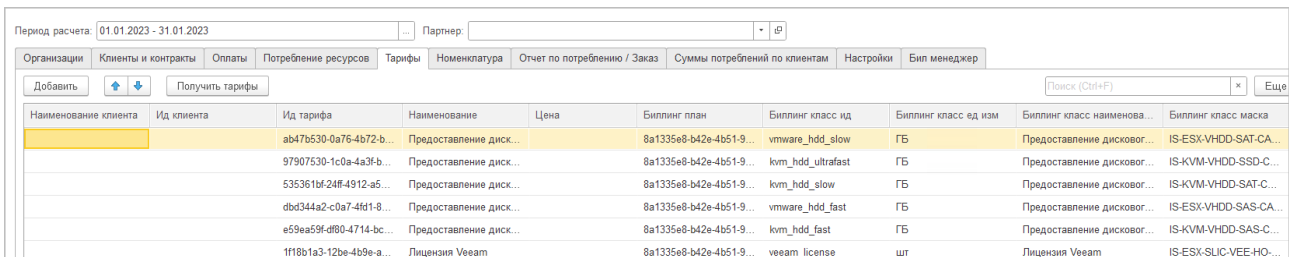 Период расчета: 01.01.2023 - 31.01.2023 ... Партнер:
Организации Клиенты и контракты Оплаты Потребление ресурсов Тарифы Номенклатура Отчет по потреблению / Заказ Суммы потреблений по клиентам Настройки Бил менеджер
Добавить Получить тарифы Поиск (Ctrl+F) × Еще
Наименование клиента Ид клиента Ид тарифа Наименование Цена Биллинг план Биллинг класс ид Биллинг класс ед изм Биллинг класс наименова... Биллинг класс маска
ab47b530-0a76-4b72-b... Предоставление диск... 8a1335e8-b42e-4b51-9... vmware_hdd_slow ГБ Предоставление дисковог... IS-ESX-VHDD-SAT-CA...
97907530-1c0a-4a3f-b... Предоставление диск... 8a1335e8-b42e-4b51-9... kvm_hdd_ultrafast ГБ Предоставление дисковог... IS-KVM-VHDD-SSD-C...
535361bf-24ff-4912-a5... Предоставление диск... 8a1335e8-b42e-4b51-9... kvm_hdd_slow ГБ Предоставление дисковог... IS-KVM-VHDD-SAT-C...
dbd344a2-c0a7-4fd1-8... Предоставление диск... 8a1335e8-b42e-4b51-9... vmware_hdd_fast ГБ Предоставление дисковог... IS-ESX-VHDD-SAS-CA...
e59ea59f-df80-4714-bc... Предоставление диск... 8a1335e8-b42e-4b51-9... kvm_hdd_fast ГБ Предоставление дисковог... IS-KVM-VHDD-SAS-C...
1f18b1a3-12be-4b9e-a... Лицензия Veeam 8a1335e8-b42e-4b51-9... veeam_license шт Лицензия Veeam IS-ESX-SLIC-VEE-HO-...